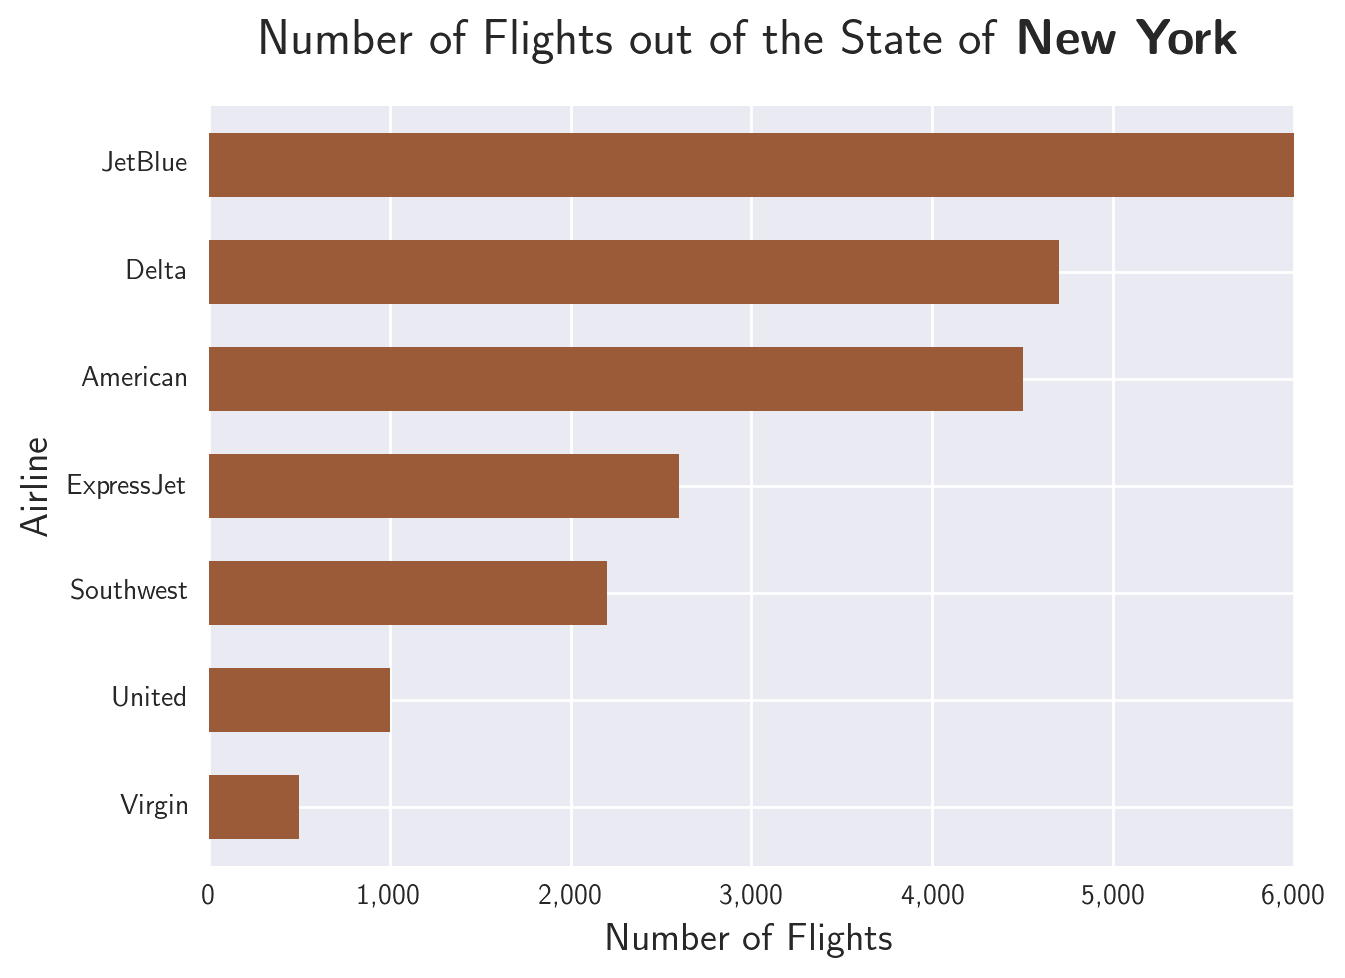 Number of Flights out of the State of New York
JetBlue
Delta
American
ExpressJet
Southwest
United
Virgin
Airline
0 1,000 2,000 3,000 4,000 5,000 6,000
Number of Flights